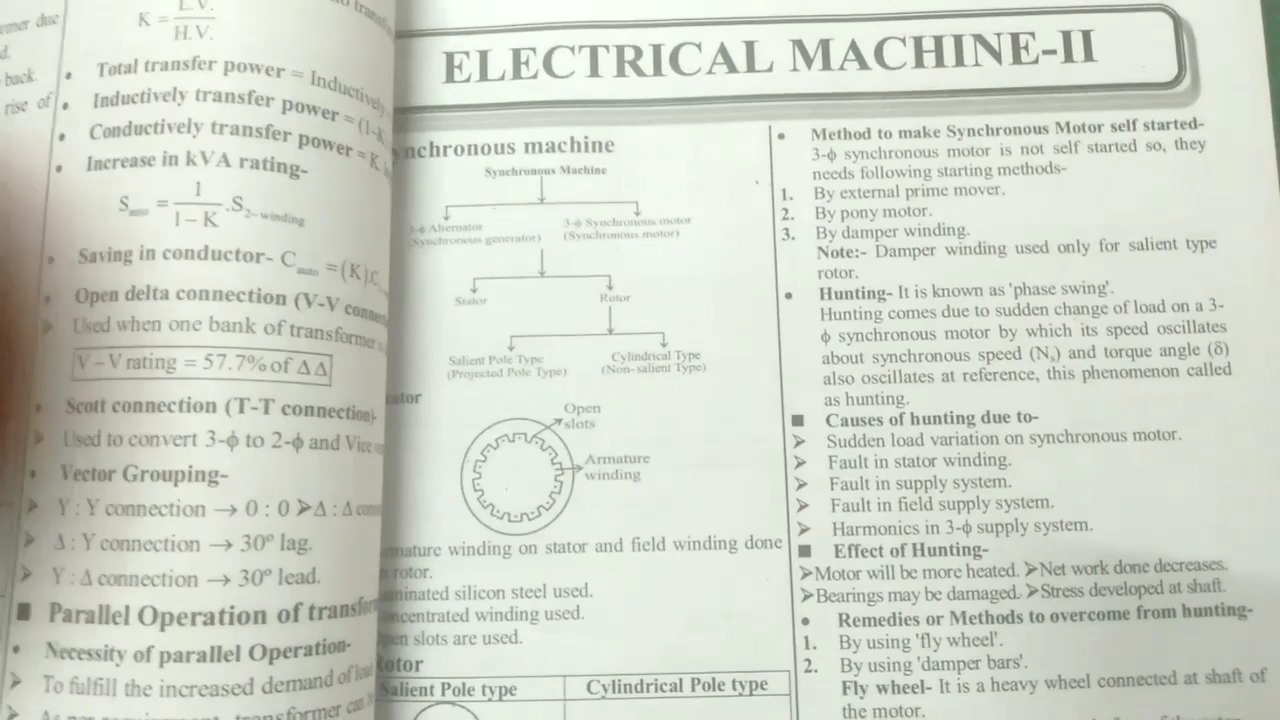 rmer due
d.
back.
rise of
K = L.V. / H.V.
• Total transfer power = Inductively
• Inductively transfer power = (1–K
• Conductively transfer power = K
• Increase in kVA rating-
S auto = 1 / 1 – K . S 2– winding
• Saving in conductor- C auto = (K).C
• Open delta connection (V-V conne
➤ Used when one bank of transformer
V – V rating = 57.7% of ΔΔ
• Scott connection (T-T connection)-
➤ Used to convert 3-ϕ to 2-ϕ and Vice
• Vector Grouping-
➤ Y : Y connection → 0 : 0 ➤Δ : Δ conn
➤ Δ : Y connection → 30° lag.
➤ Y : Δ connection → 30° lead.
■ Parallel Operation of transfor
• Necessity of parallel Operation-
➤ To fulfill the increased demand of
transformer can
ELECTRICAL MACHINE-II
ynchronous machine
Synchronous Machine
3-ϕ Alternator
(Synchronous generator)
3-ϕ Synchronous motor
(Synchronous motor)
Stator
Rotor
Salient Pole Type
(Projected Pole Type)
Cylindrical Type
(Non-salient Type)
tator
Open
slots
Armature
winding
mature winding on stator and field winding done
rotor.
minated silicon steel used.
ncentrated winding used.
pen slots are used.
Rotor
Salient Pole type
Cylindrical Pole type
• Method to make Synchronous Motor self started-
3-ϕ synchronous motor is not self started so, they
needs following starting methods-
1. By external prime mover.
2. By pony motor.
3. By damper winding.
Note:- Damper winding used only for salient type
rotor.
• Hunting- It is known as 'phase swing'.
Hunting comes due to sudden change of load on a 3-
ϕ synchronous motor by which its speed oscillates
about synchronous speed (Ns) and torque angle (δ)
also oscillates at reference, this phenomenon called
as hunting.
■ Causes of hunting due to-
➤ Sudden load variation on synchronous motor.
➤ Fault in stator winding.
➤ Fault in supply system.
➤ Fault in field supply system.
➤ Harmonics in 3-ϕ supply system.
■ Effect of Hunting-
➤Motor will be more heated. ➤Net work done decreases.
➤Bearings may be damaged. ➤Stress developed at shaft.
• Remedies or Methods to overcome from hunting-
1. By using 'fly wheel'.
2. By using 'damper bars'.
Fly wheel- It is a heavy wheel connected at shaft of
the motor.